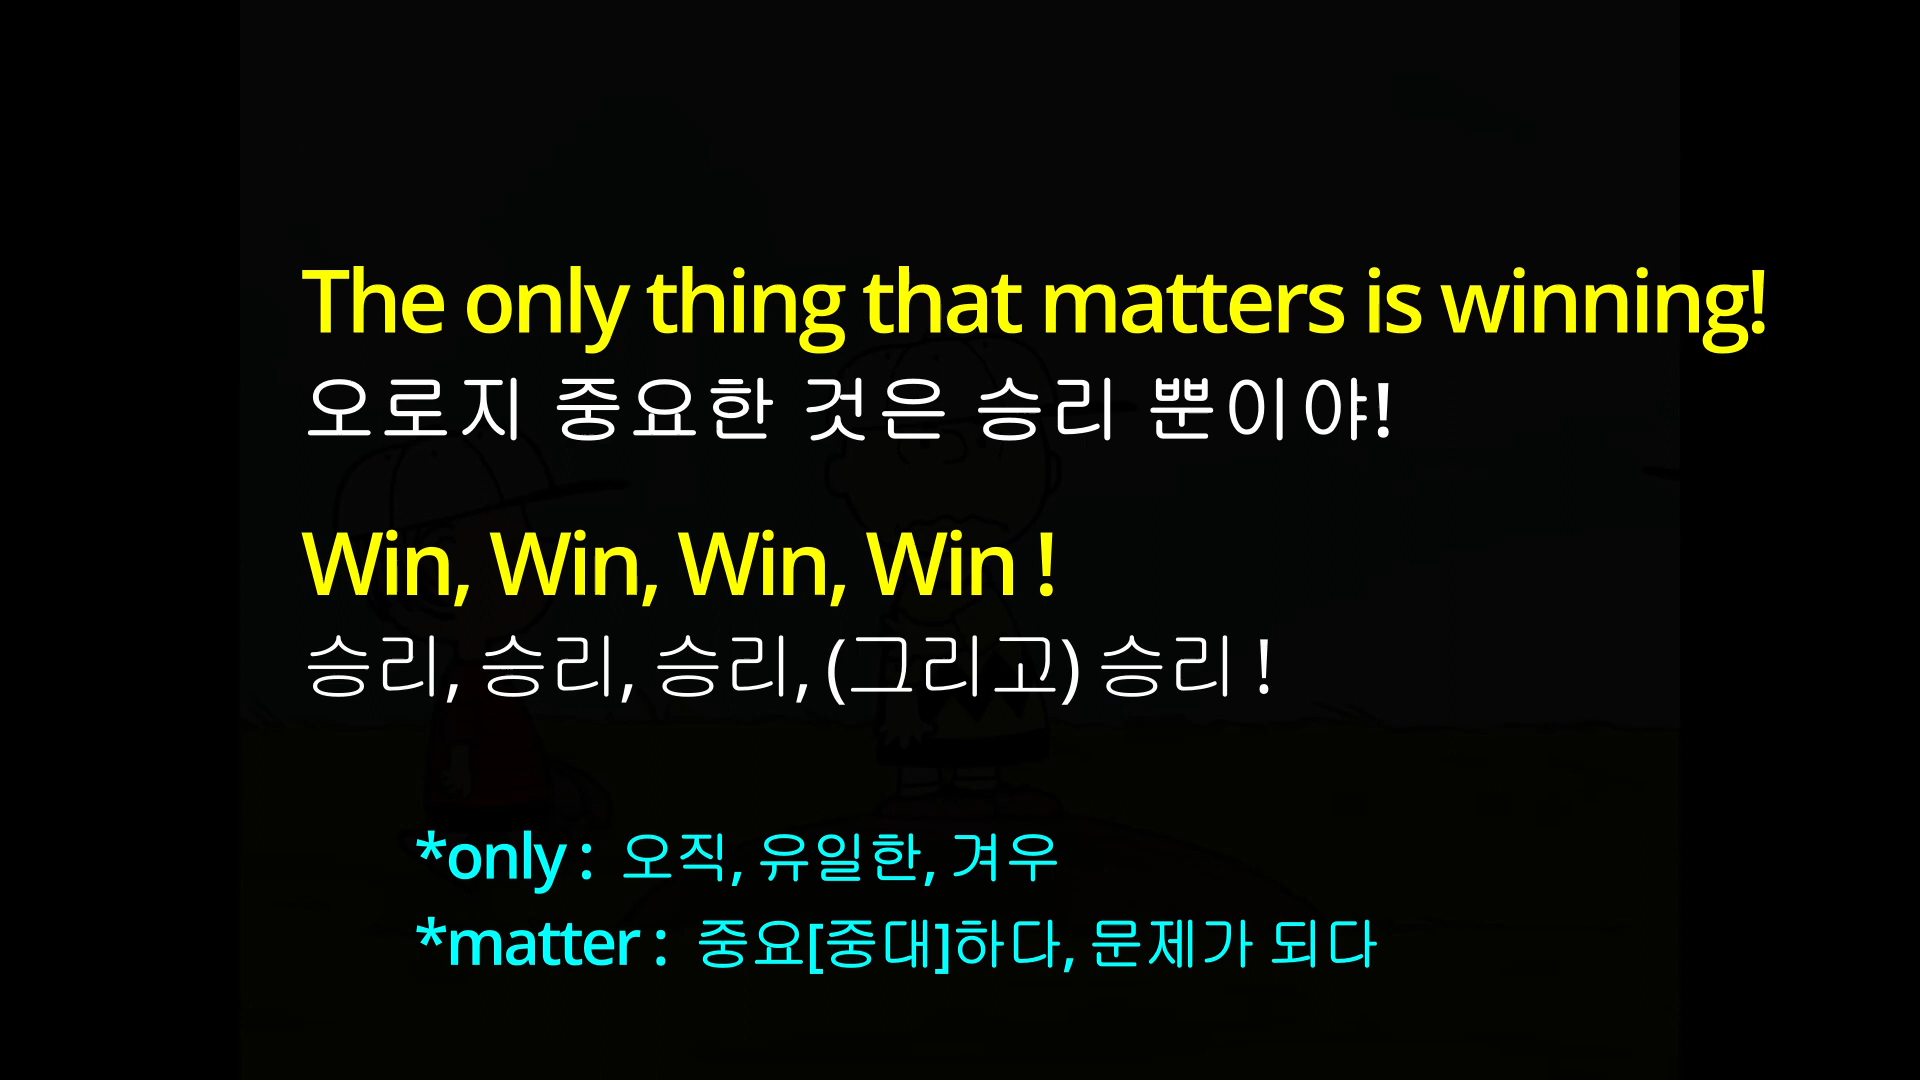 The only thing that matters is winning!
오로지 중요한 것은 승리 뿐이야!
Win, Win, Win, Win !
승리, 승리, 승리, (그리고) 승리 !
*only : 오직, 유일한, 겨우
*matter : 중요[중대]하다, 문제가 되다